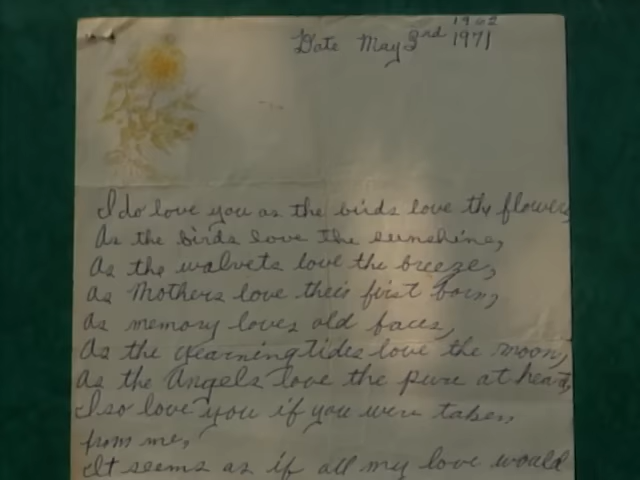 1962
Date May 3rd 1971
I do love you as the birds love the flowers
As the birds love the sunshine,
As the walvets love the breeze,
As Mothers love their first born,
As memory loves old faces,
As the yearning tides love the moon,
As the Angels love the pure at heart,
I so love you if you were taken
from me,
It seems as if all my love would